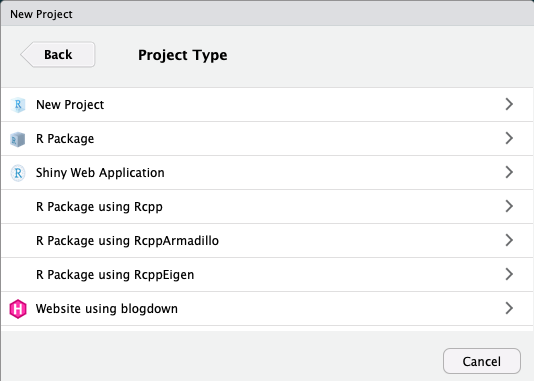 New Project
Back
Project Type
R New Project
R Package
R Shiny Web Application
R Package using Rcpp
R Package using RcppArmadillo
R Package using RcppEigen
H Website using blogdown
Cancel